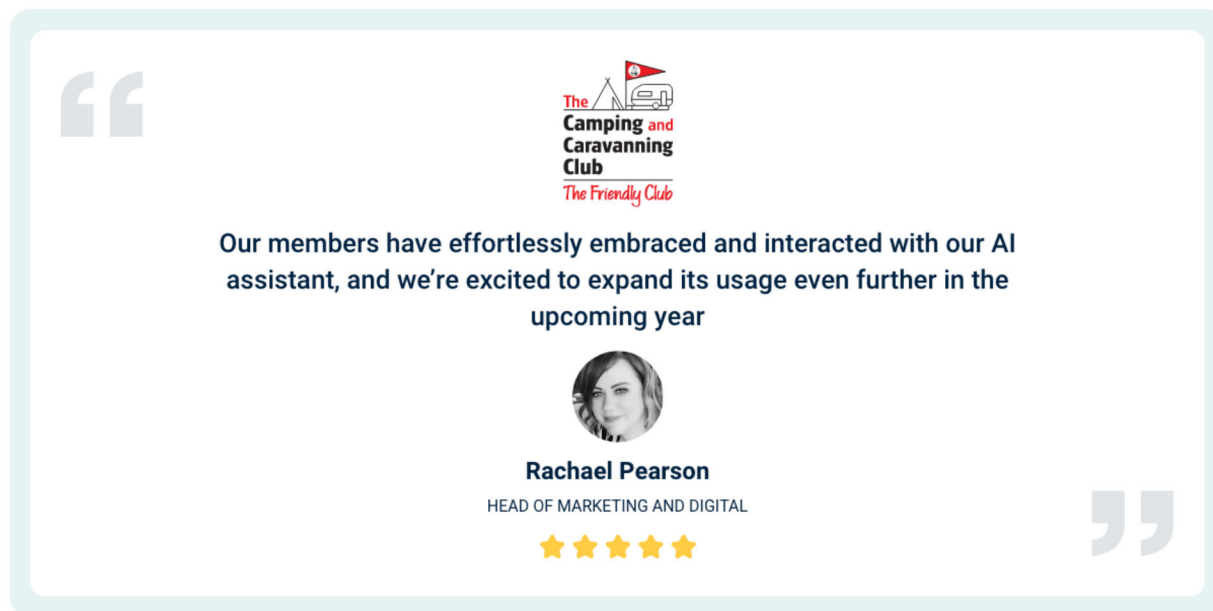 The
Camping and
Caravanning
Club
The Friendly Club
Our members have effortlessly embraced and interacted with our AI
assistant, and we’re excited to expand its usage even further in the
upcoming year
Rachael Pearson
HEAD OF MARKETING AND DIGITAL